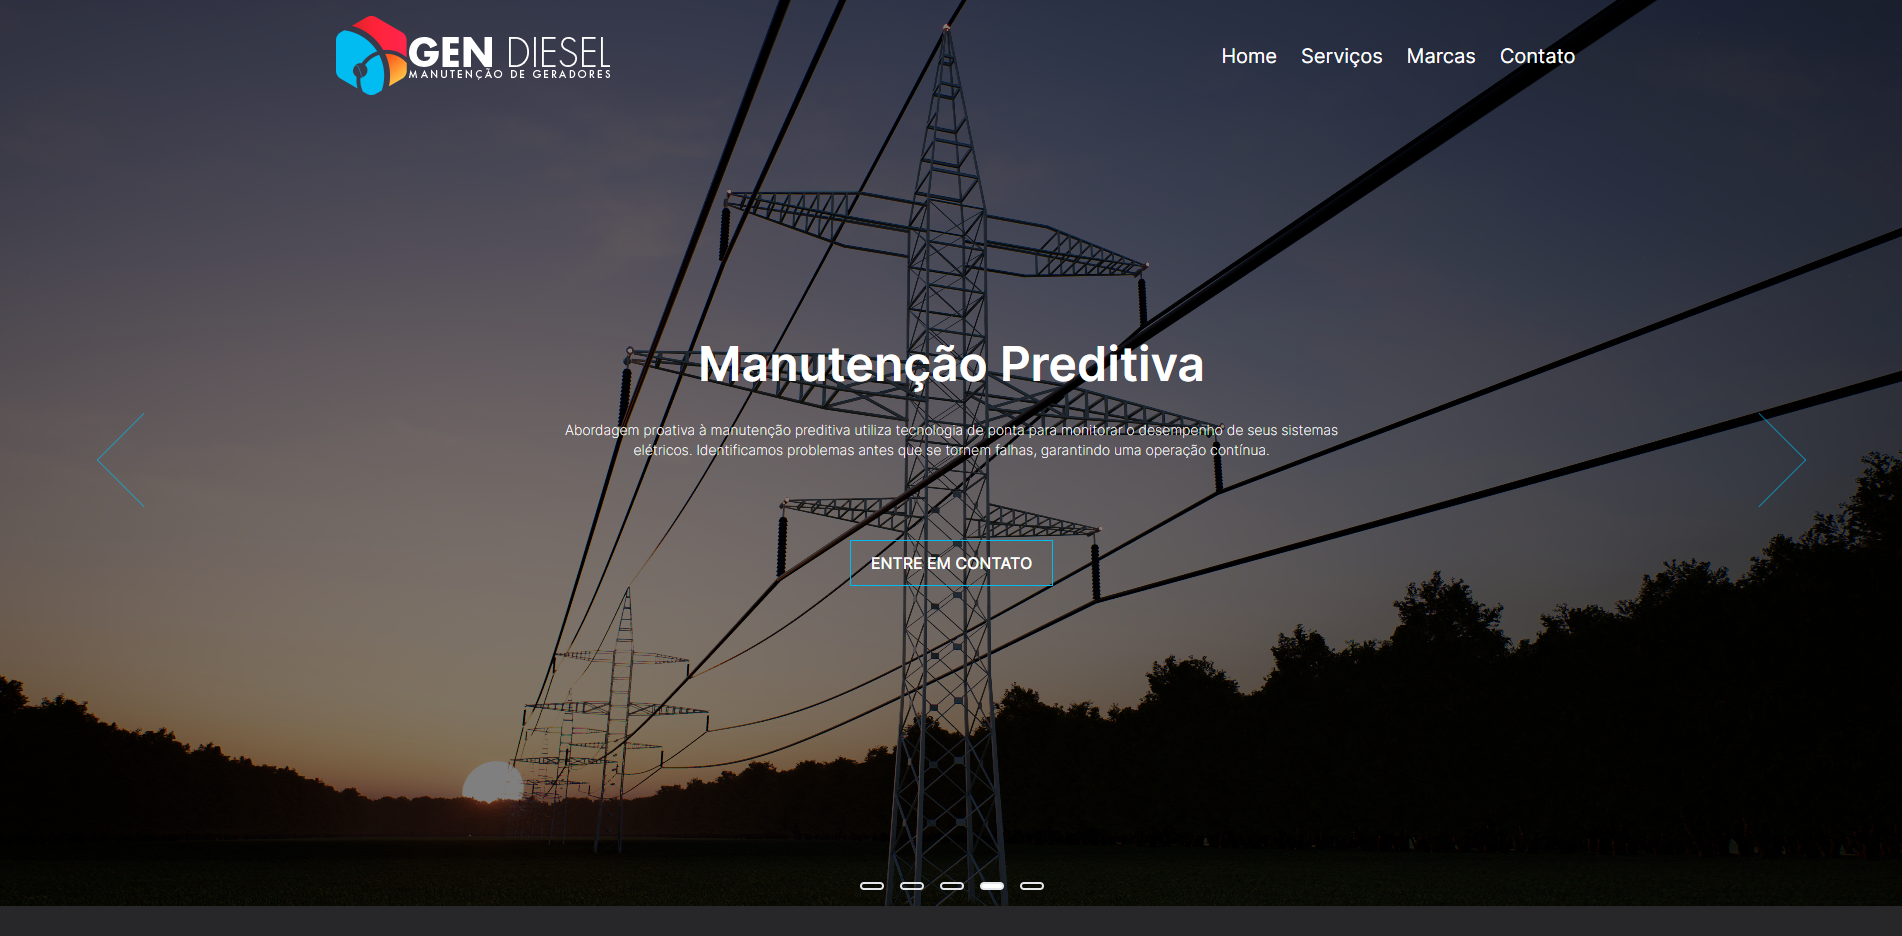 GEN DIESEL
MANUTENÇÃO DE GERADORES
Home Serviços Marcas Contato
Manutenção Preditiva
Abordagem proativa à manutenção preditiva utiliza tecnologia de ponta para monitorar o desempenho de seus sistemas
elétricos. Identificamos problemas antes que se tornem falhas, garantindo uma operação contínua.
ENTRE EM CONTATO